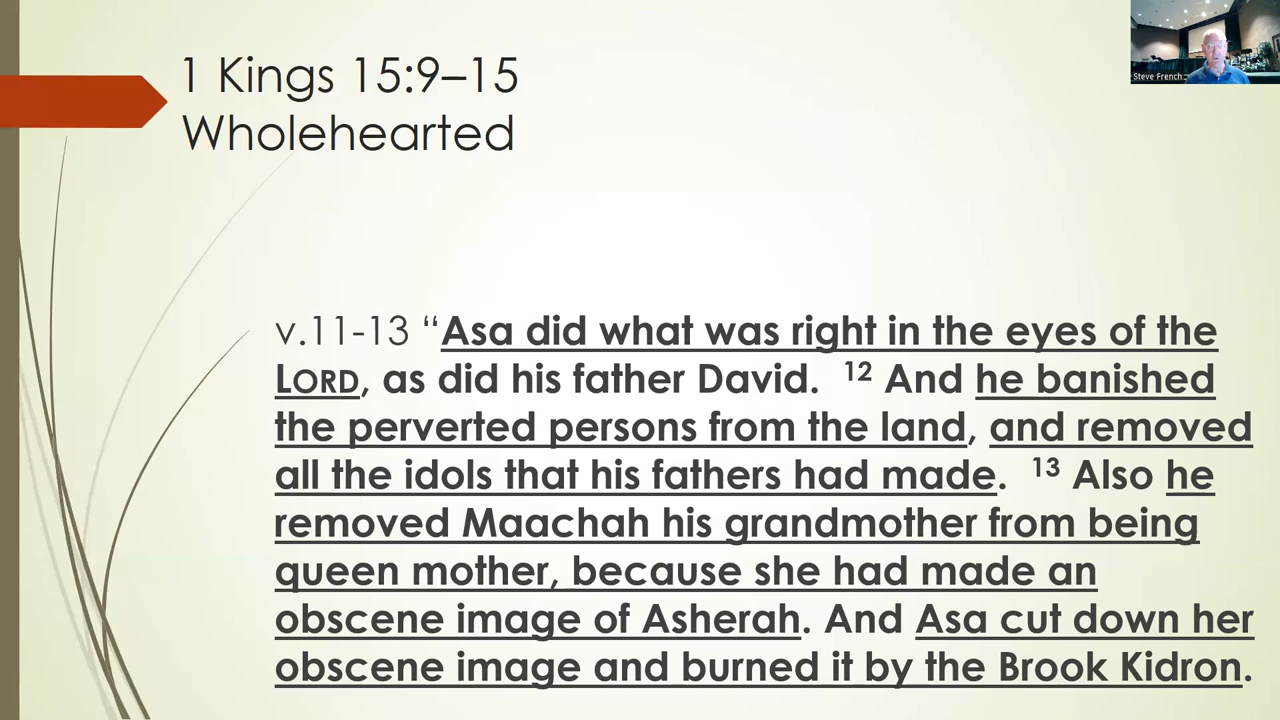 1 Kings 15:9–15
Wholehearted
Steve French
v.11-13 “Asa did what was right in the eyes of the
LORD, as did his father David. 12 And he banished
the perverted persons from the land, and removed
all the idols that his fathers had made. 13 Also he
removed Maachah his grandmother from being
queen mother, because she had made an
obscene image of Asherah. And Asa cut down her
obscene image and burned it by the Brook Kidron.